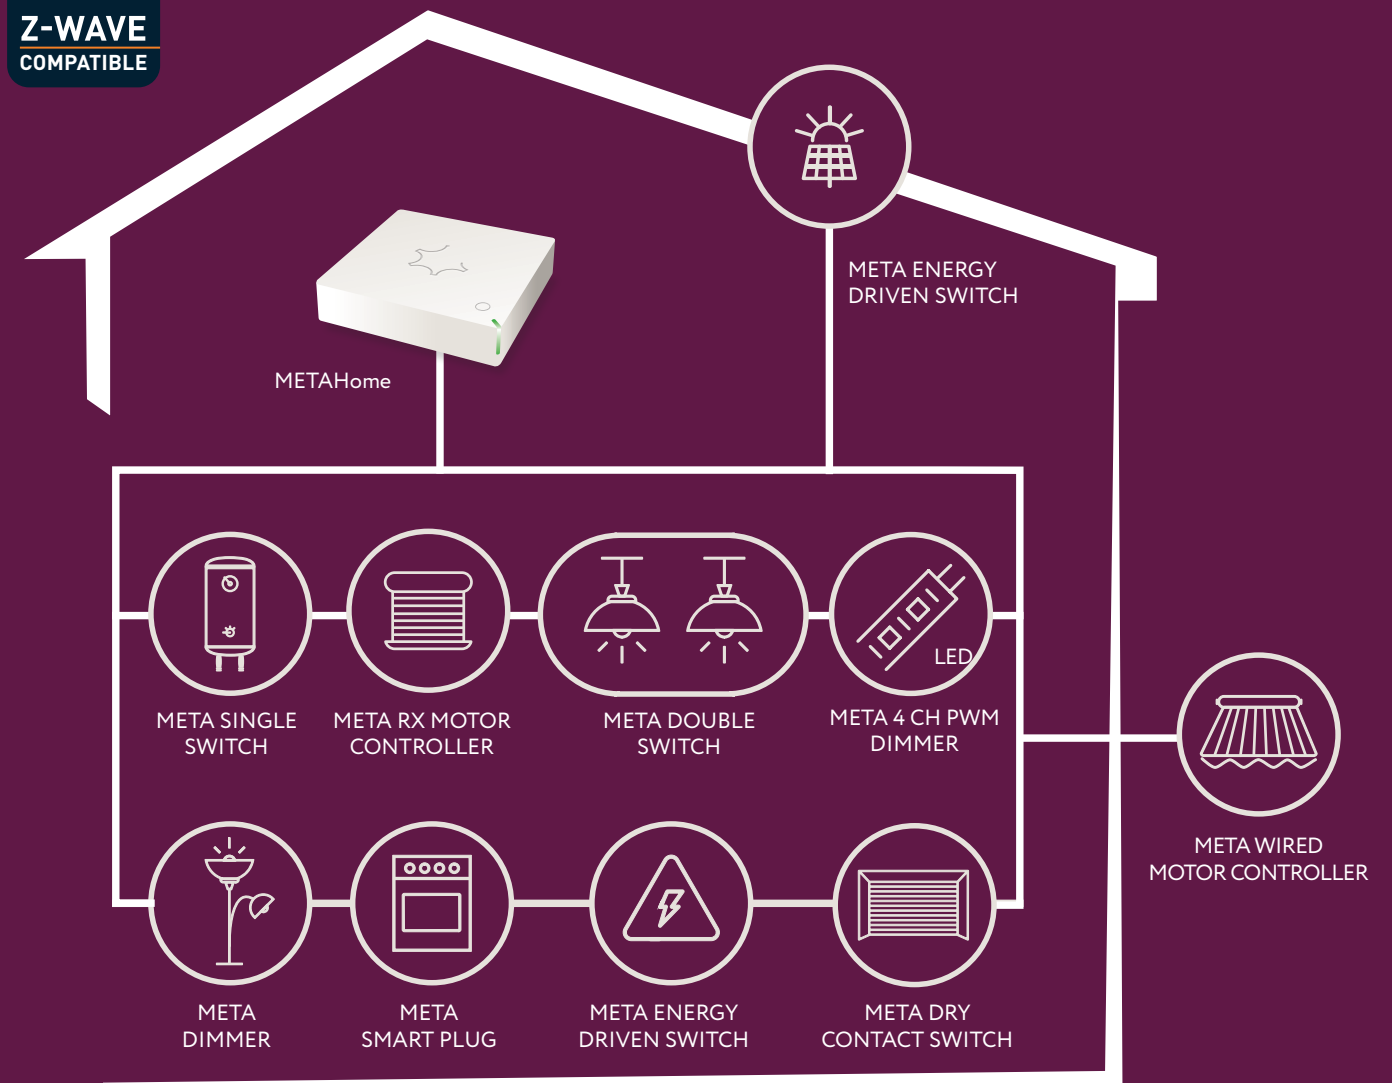 Z-WAVE
COMPATIBLE
META ENERGY
DRIVEN SWITCH
METAHome
LED
META SINGLE
SWITCH
META RX MOTOR
CONTROLLER
META DOUBLE
SWITCH
META 4 CH PWM
DIMMER
META WIRED
MOTOR CONTROLLER
META
DIMMER
META
SMART PLUG
META ENERGY
DRIVEN SWITCH
META DRY
CONTACT SWITCH